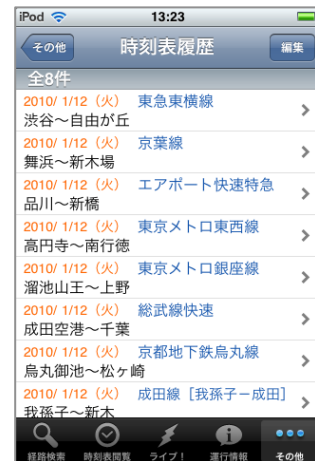 iPod 13:23
その他 時刻表履歴 編集
全8件
2010/ 1/12（火） 東急東横線
渋谷～自由が丘
2010/ 1/12（火） 京葉線
舞浜～新木場
2010/ 1/12（火） エアポート快速特急
品川～新橋
2010/ 1/12（火） 東京メトロ東西線
高円寺～南行徳
2010/ 1/12（火） 東京メトロ銀座線
溜池山王～上野
2010/ 1/12（火） 総武線快速
成田空港～千葉
2010/ 1/12（火） 京都地下鉄烏丸線
烏丸御池～松ヶ崎
2010/ 1/12（火） 成田線［我孫子－成田］
我孫子～新木
経路検索 時刻表閲覧 ライブ！ 運行情報 その他